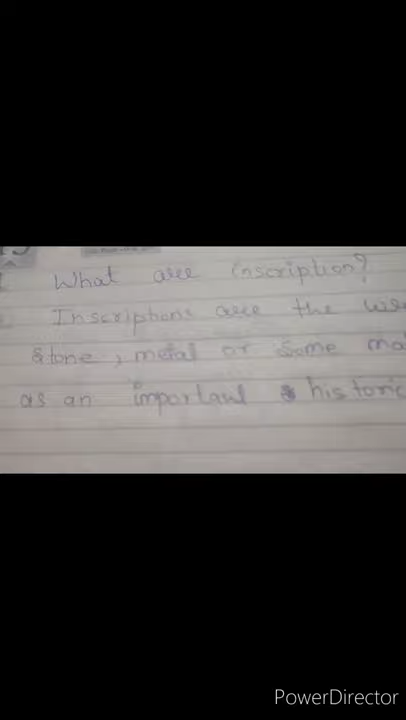 What are inscription?
Inscriptions are the
stone, metal or some
as an important historic
PowerDirector